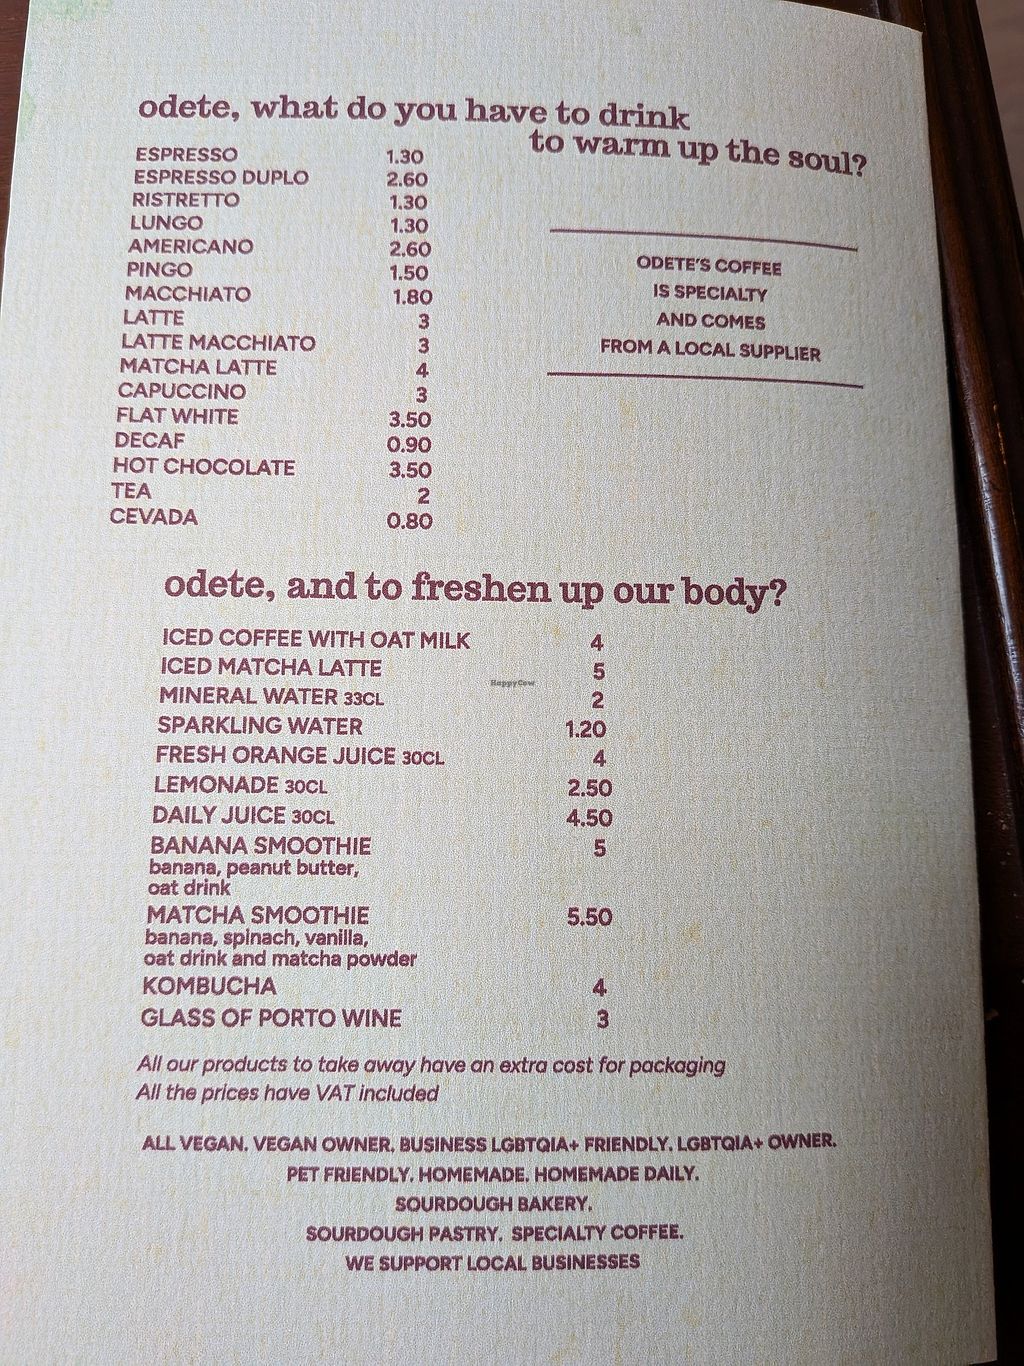 odete, what do you have to drink
to warm up the soul?
ESPRESSO 1.30
ESPRESSO DUPLO 2.60
RISTRETTO 1.30
LUNGO 1.30
AMERICANO 2.60
PINGO 1.50
MACCHIATO 1.80
LATTE 3
LATTE MACCHIATO 3
MATCHA LATTE 4
CAPUCCINO 3
FLAT WHITE 3.50
DECAF 0.90
HOT CHOCOLATE 3.50
TEA 2
CEVADA 0.80
ODETE'S COFFEE
IS SPECIALTY
AND COMES
FROM A LOCAL SUPPLIER
odete, and to freshen up our body?
ICED COFFEE WITH OAT MILK 4
ICED MATCHA LATTE 5
HappyCow
MINERAL WATER 33CL 2
SPARKLING WATER 1.20
FRESH ORANGE JUICE 30CL 4
LEMONADE 30CL 2.50
DAILY JUICE 30CL 4.50
BANANA SMOOTHIE 5
banana, peanut butter,
oat drink
MATCHA SMOOTHIE 5.50
banana, spinach, vanilla,
oat drink and matcha powder
KOMBUCHA 4
GLASS OF PORTO WINE 3
All our products to take away have an extra cost for packaging
All the prices have VAT included
ALL VEGAN. VEGAN OWNER. BUSINESS LGBTQIA+ FRIENDLY. LGBTQIA+ OWNER.
PET FRIENDLY. HOMEMADE. HOMEMADE DAILY.
SOURDOUGH BAKERY.
SOURDOUGH PASTRY. SPECIALTY COFFEE.
WE SUPPORT LOCAL BUSINESSES